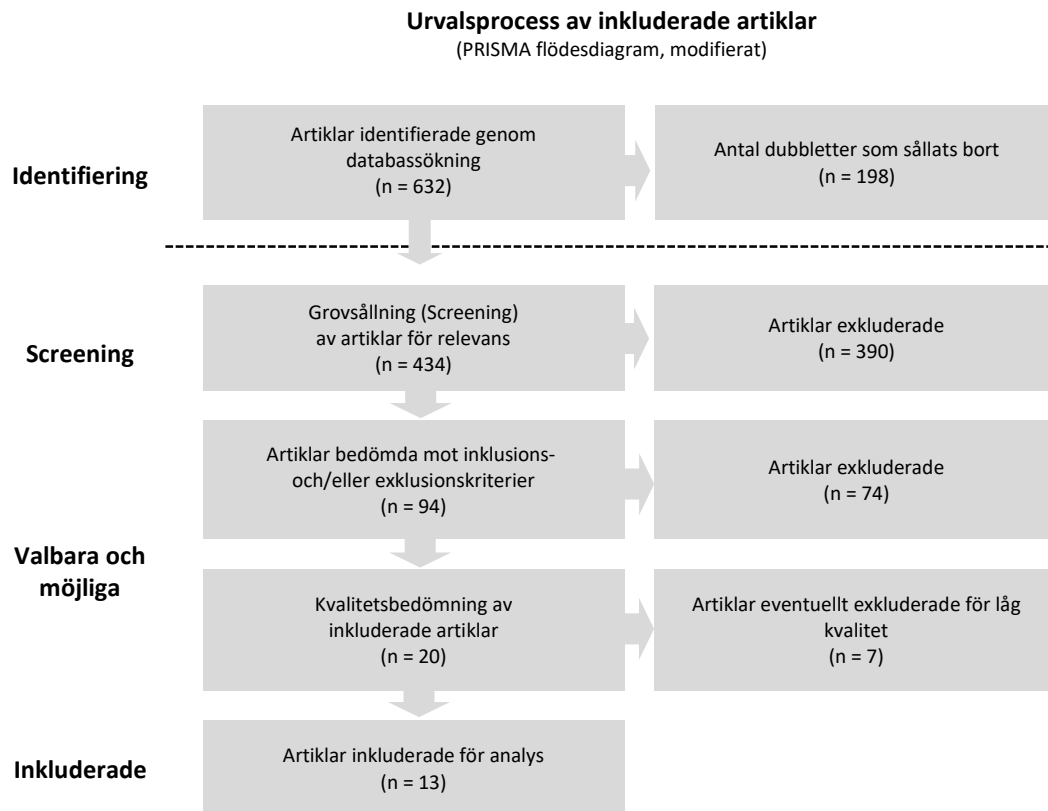 Urvalsprocess av inkluderade artiklar
(PRISMA flödesdiagram, modifierat)
Identifiering
Artiklar identifierade genom
databassökning
(n = 632)
Antal dubbletter som sållats bort
(n = 198)
Screening
Grovsållning (Screening)
av artiklar för relevans
(n = 434)
Artiklar exkluderade
(n = 390)
Valbara och
möjliga
Artiklar bedömda mot inklusions-
och/eller exklusionskriterier
(n = 94)
Artiklar exkluderade
(n = 74)
Kvalitetsbedömning av
inkluderade artiklar
(n = 20)
Artiklar eventuellt exkluderade för låg
kvalitet
(n = 7)
Inkluderade
Artiklar inkluderade för analys
(n = 13)